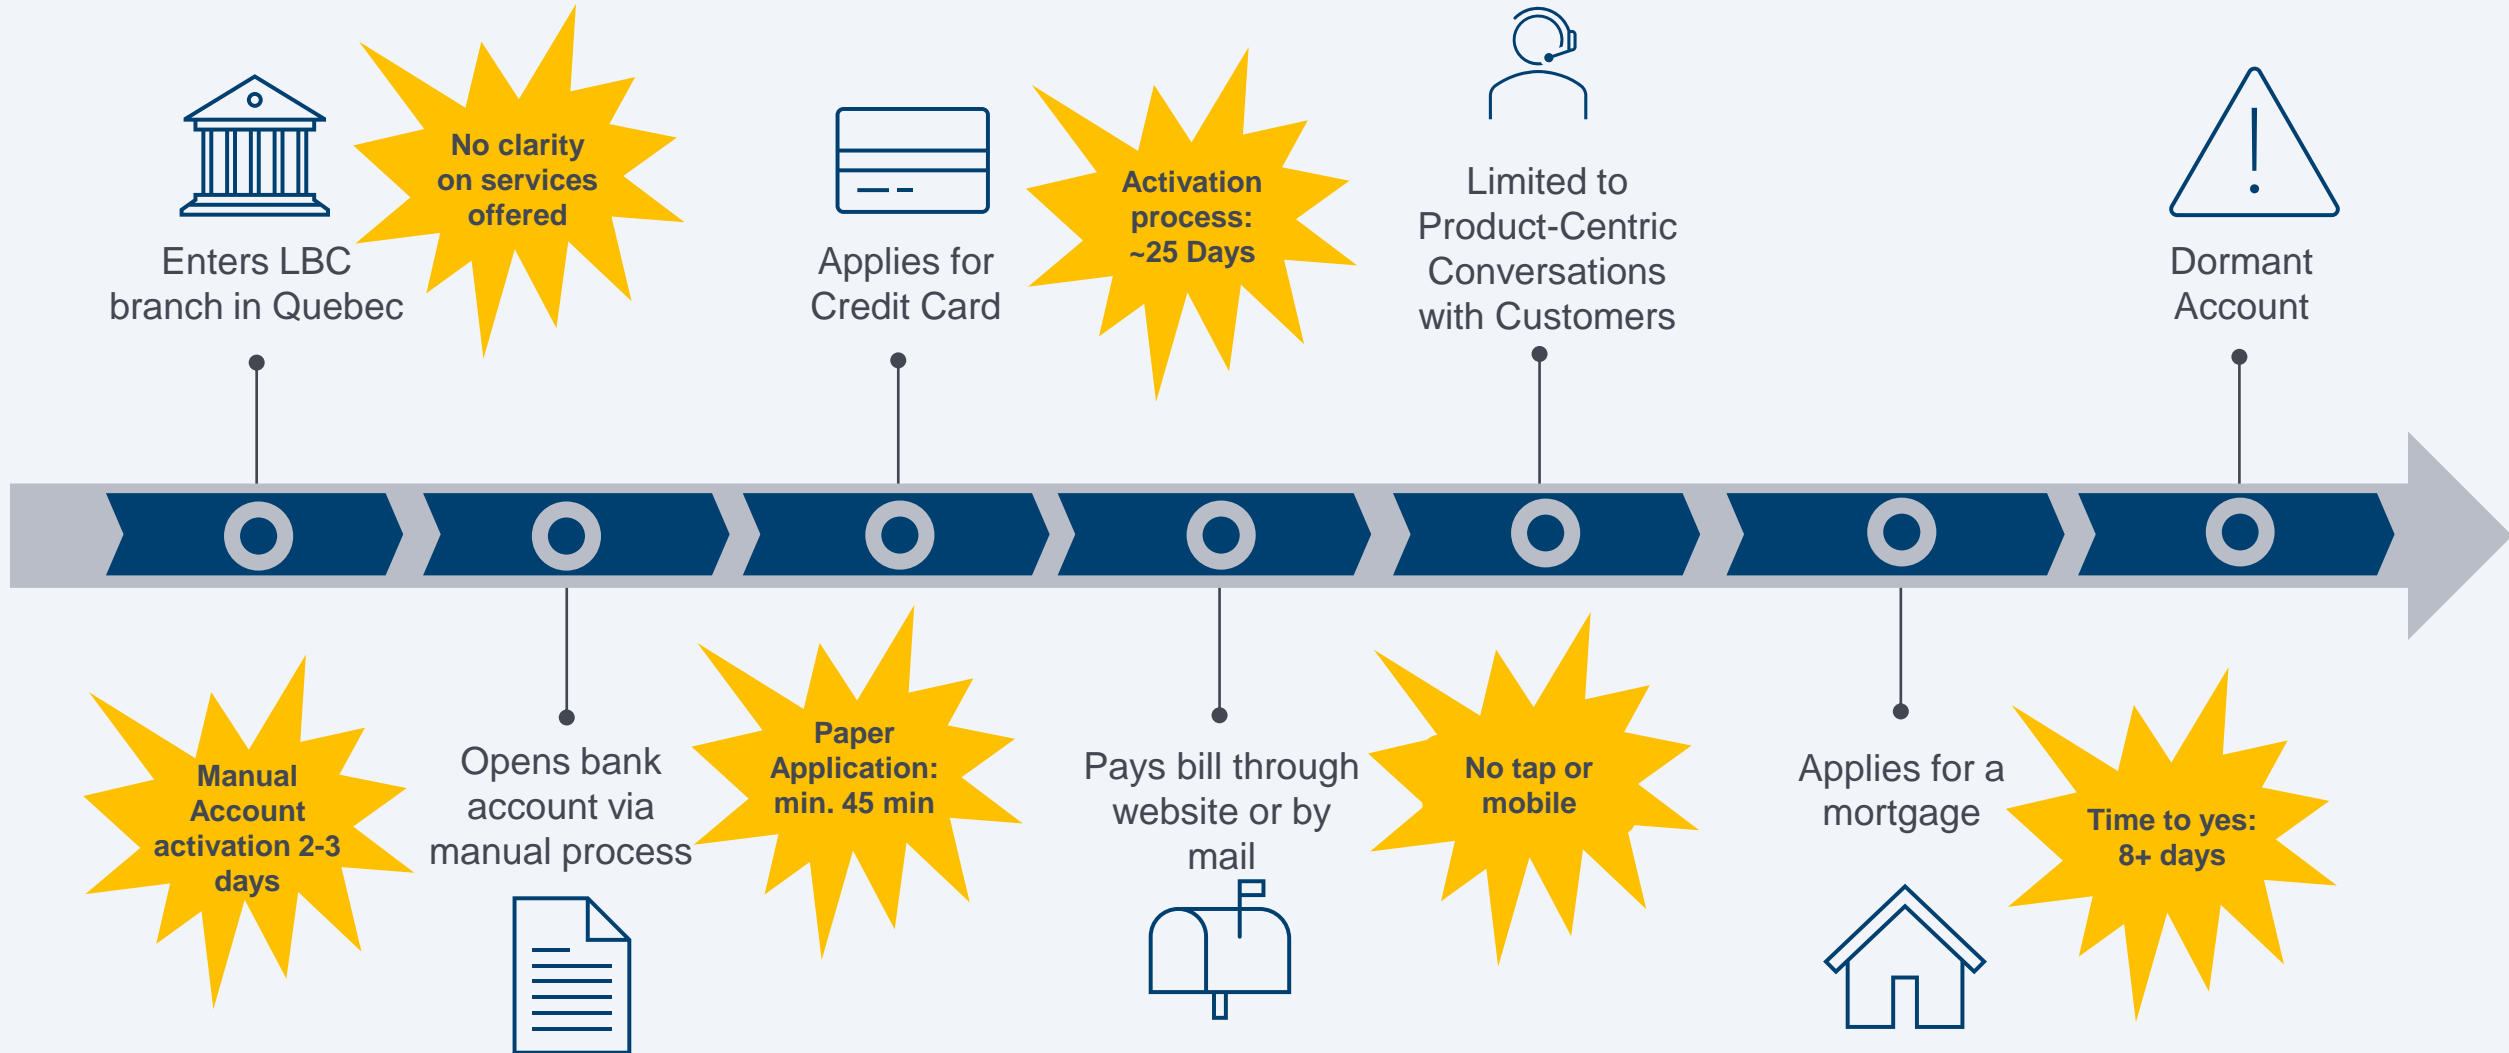 No clarity
on services
offered
Enters LBC
branch in Quebec
Applies for
Credit Card
Activation
process:
~25 Days
Limited to
Product-Centric
Conversations
with Customers
Dormant
Account
Manual
Account
activation 2-3
days
Opens bank
account via
manual process
Paper
Application:
min. 45 min
Pays bill through
website or by
mail
No tap or
mobile
Applies for a
mortgage
Time to yes:
8+ days